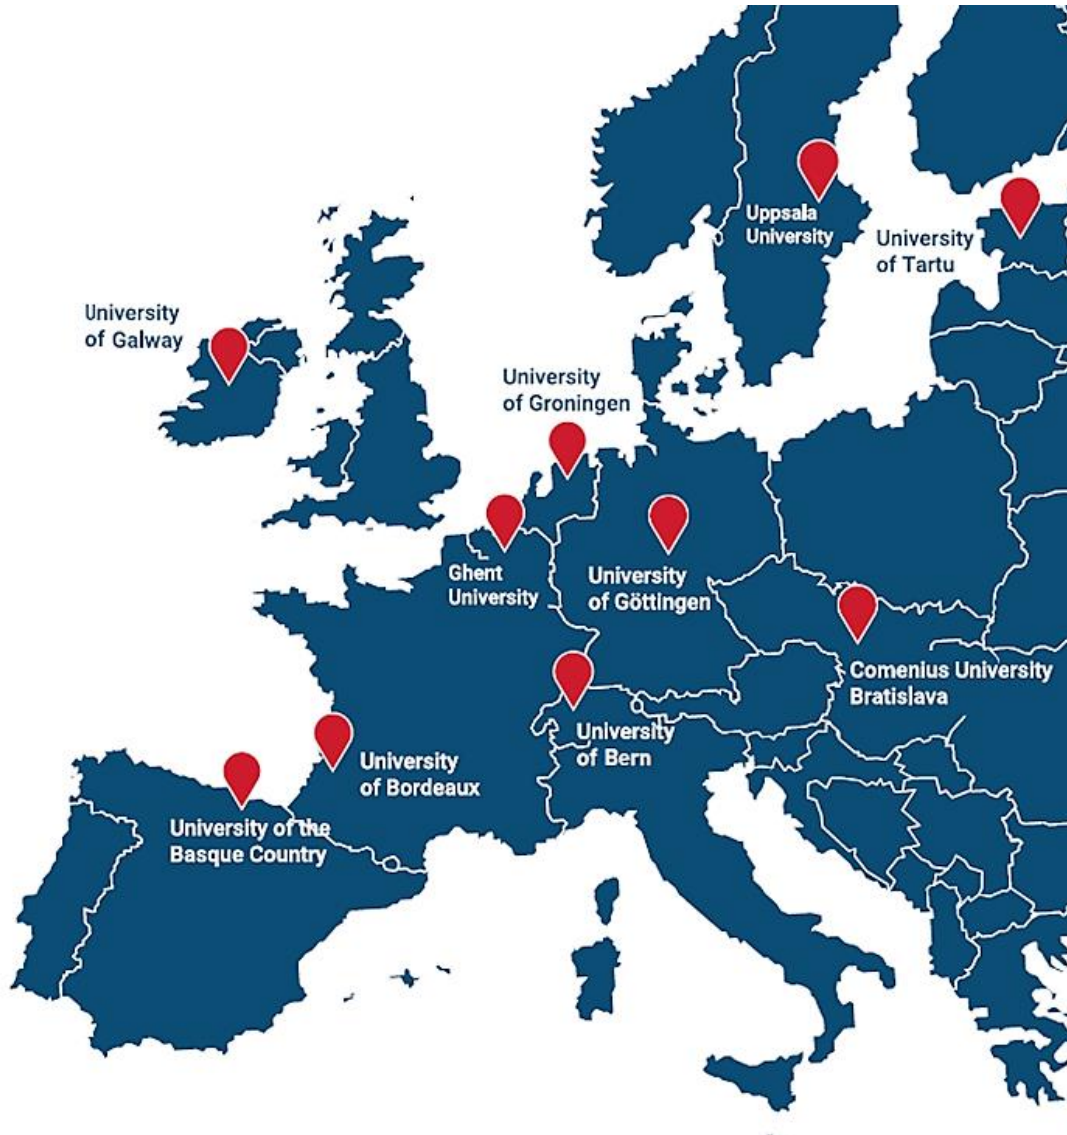 Uppsala
University
University
of Tartu
University
of Galway
University
of Groningen
Ghent
University
University
of Göttingen
Comenius University
Bratislava
University
of Bern
University
of Bordeaux
University of the
Basque Country